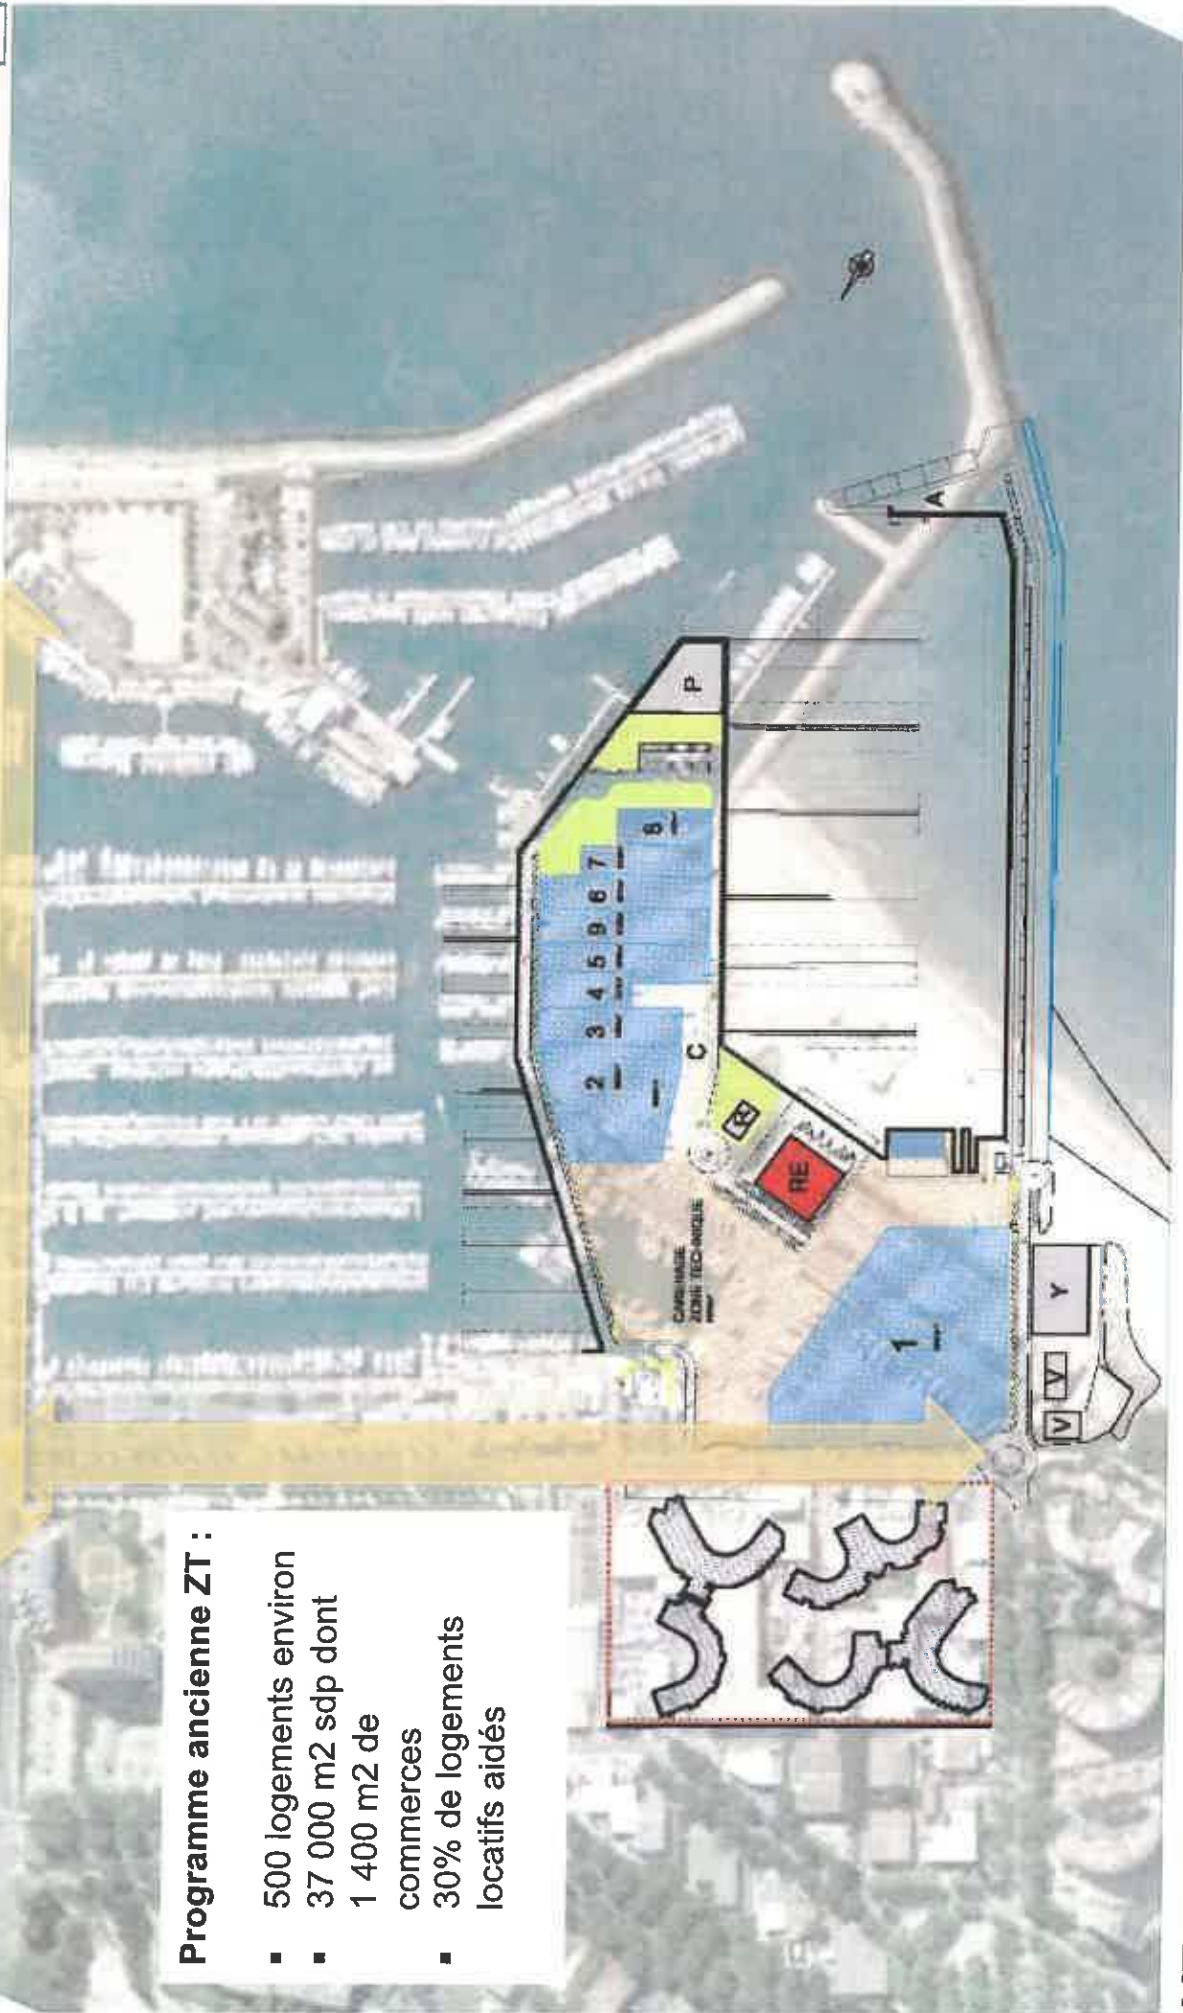 Programme ancienne ZT :
▪ 500 logements environ
▪ 37 000 m2 sdp dont
1 400 m2 de
commerces
▪ 30% de logements
locatifs aidés
CARENAGE
ZONE TECHNIQUE
1
2
3
4
5
9
6
7
8
C
P
A
RE
Y
V
V